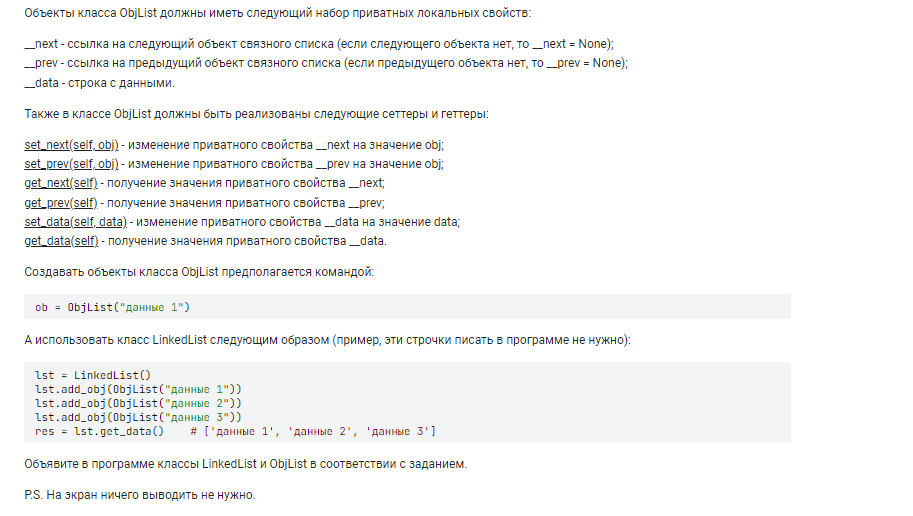 Объекты класса ObjList должны иметь следующий набор приватных локальных свойств:
__next - ссылка на следующий объект связного списка (если следующего объекта нет, то __next = None);
__prev - ссылка на предыдущий объект связного списка (если предыдущего объекта нет, то __prev = None);
__data - строка с данными.
Также в классе ObjList должны быть реализованы следующие сеттеры и геттеры:
set_next(self, obj) - изменение приватного свойства __next на значение obj;
set_prev(self, obj) - изменение приватного свойства __prev на значение obj;
get_next(self) - получение значения приватного свойства __next;
get_prev(self) - получение значения приватного свойства __prev;
set_data(self, data) - изменение приватного свойства __data на значение data;
get_data(self) - получение значения приватного свойства __data.
Создавать объекты класса ObjList предполагается командой:
ob = ObjList("данные 1")
А использовать класс LinkedList следующим образом (пример, эти строчки писать в программе не нужно):
lst = LinkedList()
lst.add_obj(ObjList("данные 1"))
lst.add_obj(ObjList("данные 2"))
lst.add_obj(ObjList("данные 3"))
res = lst.get_data()    # ['данные 1', 'данные 2', 'данные 3']
Объявите в программе классы LinkedList и ObjList в соответствии с заданием.
P.S. На экран ничего выводить не нужно.